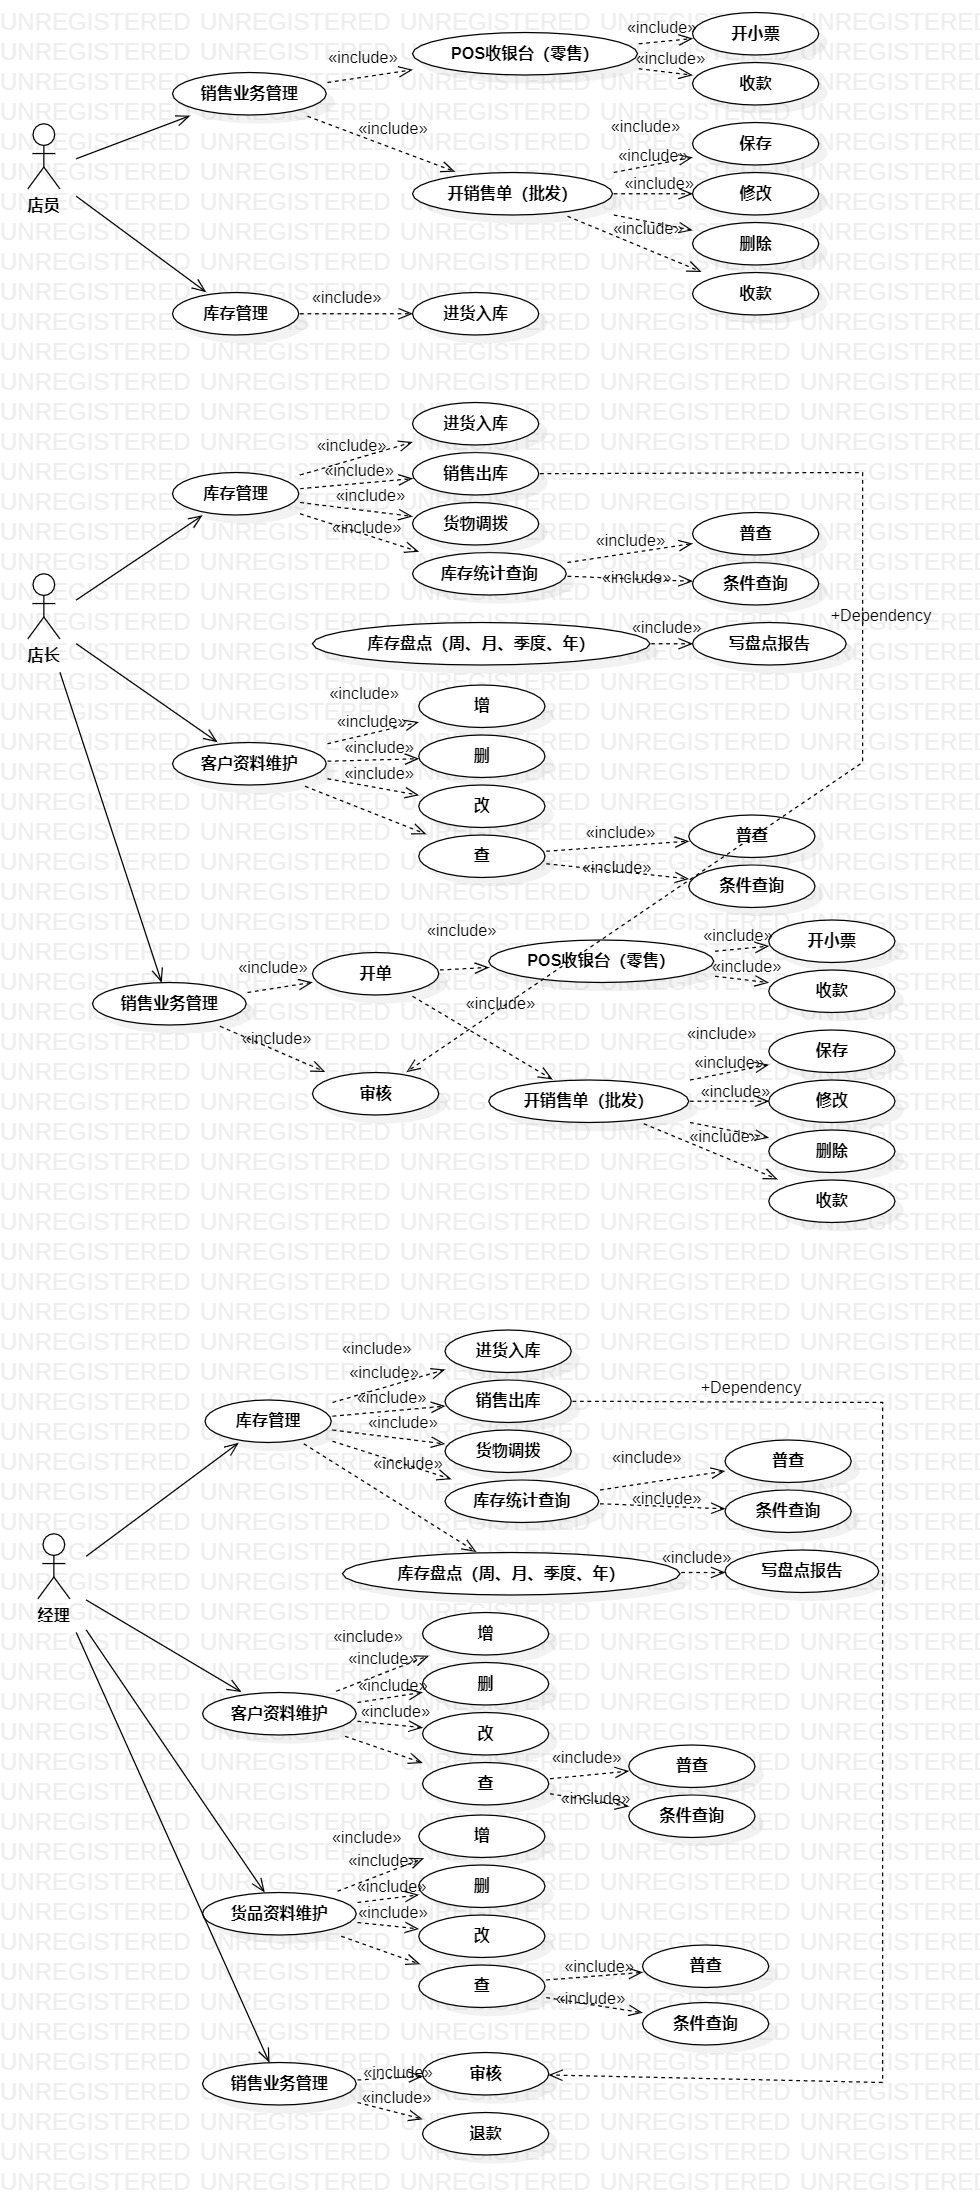 «include»
开小票
«include»
POS收银台（零售）
«include»
收款
销售业务管理
«include»
«include»
保存
«include»
«include»
修改
开销售单（批发）
店员
«include»
删除
收款
«include»
库存管理
进货入库
进货入库
«include»
«include»
销售出库
库存管理
«include»
货物调拨
«include»
«include»
普查
库存统计查询
«include»
条件查询
+Dependency
«include»
库存盘点（周、月、季度、年）
写盘点报告
店长
«include»
增
«include»
«include»
删
客户资料维护
«include»
改
«include»
普查
查
«include»
条件查询
«include»
«include»
开小票
POS收银台（零售）
«include»
«include»
开单
收款
销售业务管理
«include»
«include»
«include»
保存
«include»
审核
«include»
开销售单（批发）
修改
«include»
删除
收款
«include»
进货入库
«include»
+Dependency
«include»
销售出库
库存管理
«include»
货物调拨
«include»
«include»
普查
库存统计查询
«include»
条件查询
«include»
库存盘点（周、月、季度、年）
写盘点报告
经理
«include»
增
«include»
«include»
删
客户资料维护
«include»
改
«include»
普查
查
«include»
条件查询
«include»
增
«include»
«include»
删
货品资料维护
«include»
改
«include»
普查
查
«include»
条件查询
«include»
审核
销售业务管理
«include»
退款